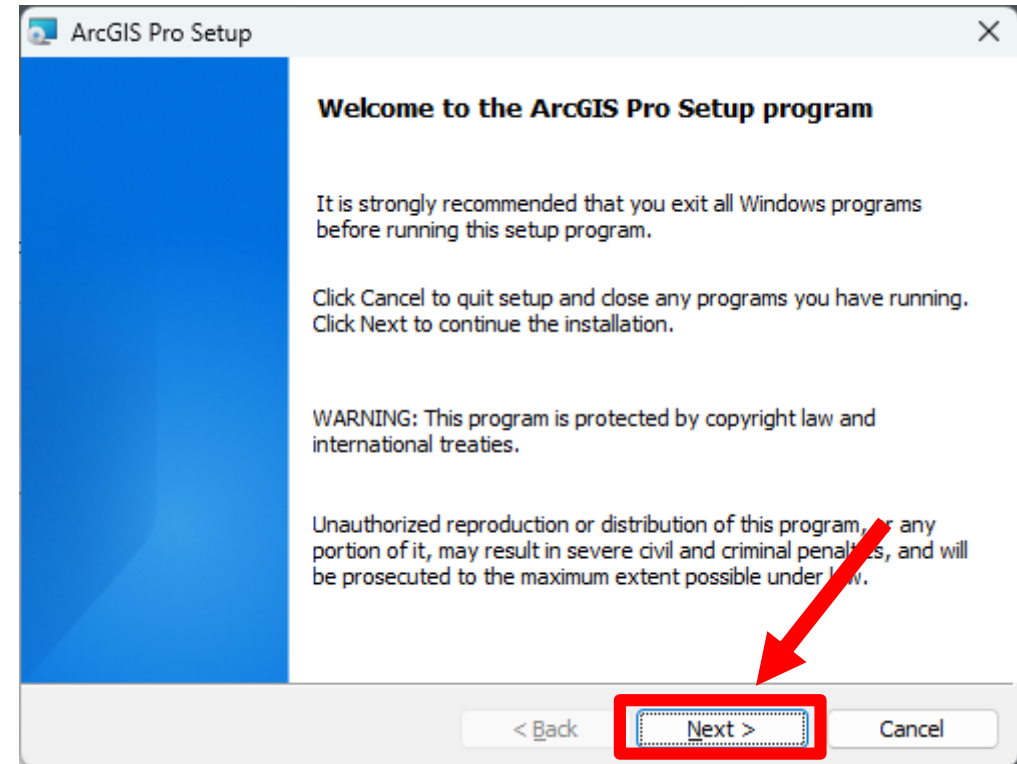 ArcGIS Pro Setup
Welcome to the ArcGIS Pro Setup program
It is strongly recommended that you exit all Windows programs
before running this setup program.
Click Cancel to quit setup and close any programs you have running.
Click Next to continue the installation.
WARNING: This program is protected by copyright law and
international treaties.
Unauthorized reproduction or distribution of this program, or any
portion of it, may result in severe civil and criminal penalties, and will
be prosecuted to the maximum extent possible under law.
< Back
Next >
Cancel